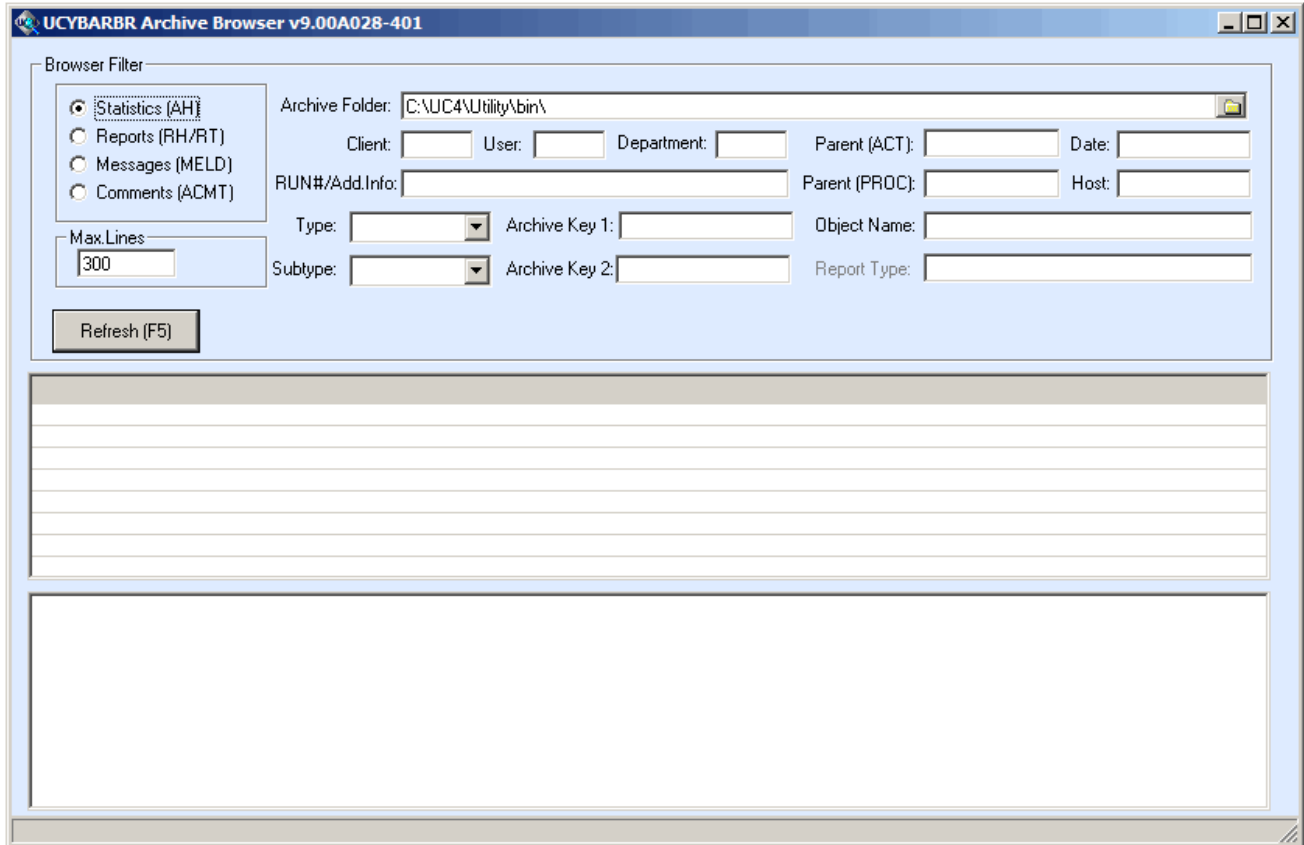 UCYBARBR Archive Browser v9.00A028-401
Browser Filter
Statistics (AH)
Archive Folder: C:\UC4\Utility\bin\
Reports (RH/RT)
Client: User: Department: Parent (ACT): Date:
Messages (MELD)
RUN#/Add.Info: Parent (PROC): Host:
Comments (ACMT)
Type: Archive Key 1: Object Name:
Max.Lines
300
Subtype: Archive Key 2: Report Type:
Refresh (F5)